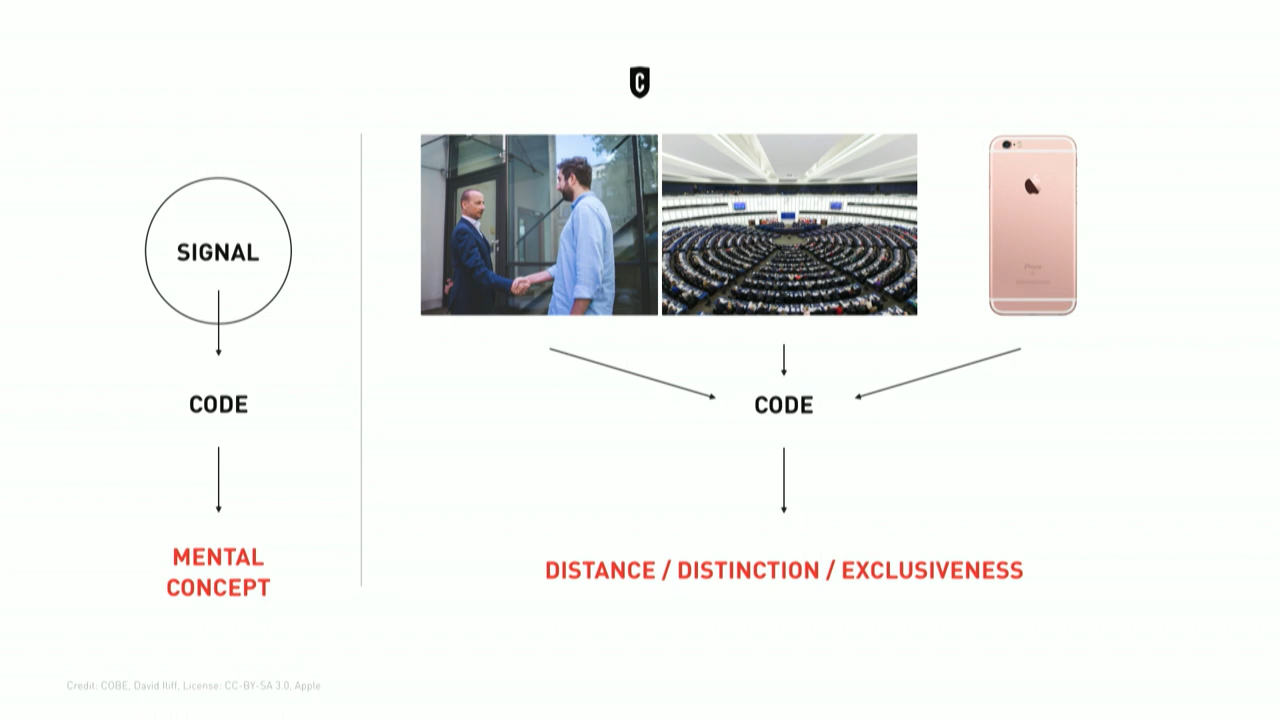 C
SIGNAL
CODE
MENTAL
CONCEPT
iPhone
CODE
DISTANCE / DISTINCTION / EXCLUSIVENESS
Credit: COBE, David Iliff, License: CC-BY-SA 3.0, Apple